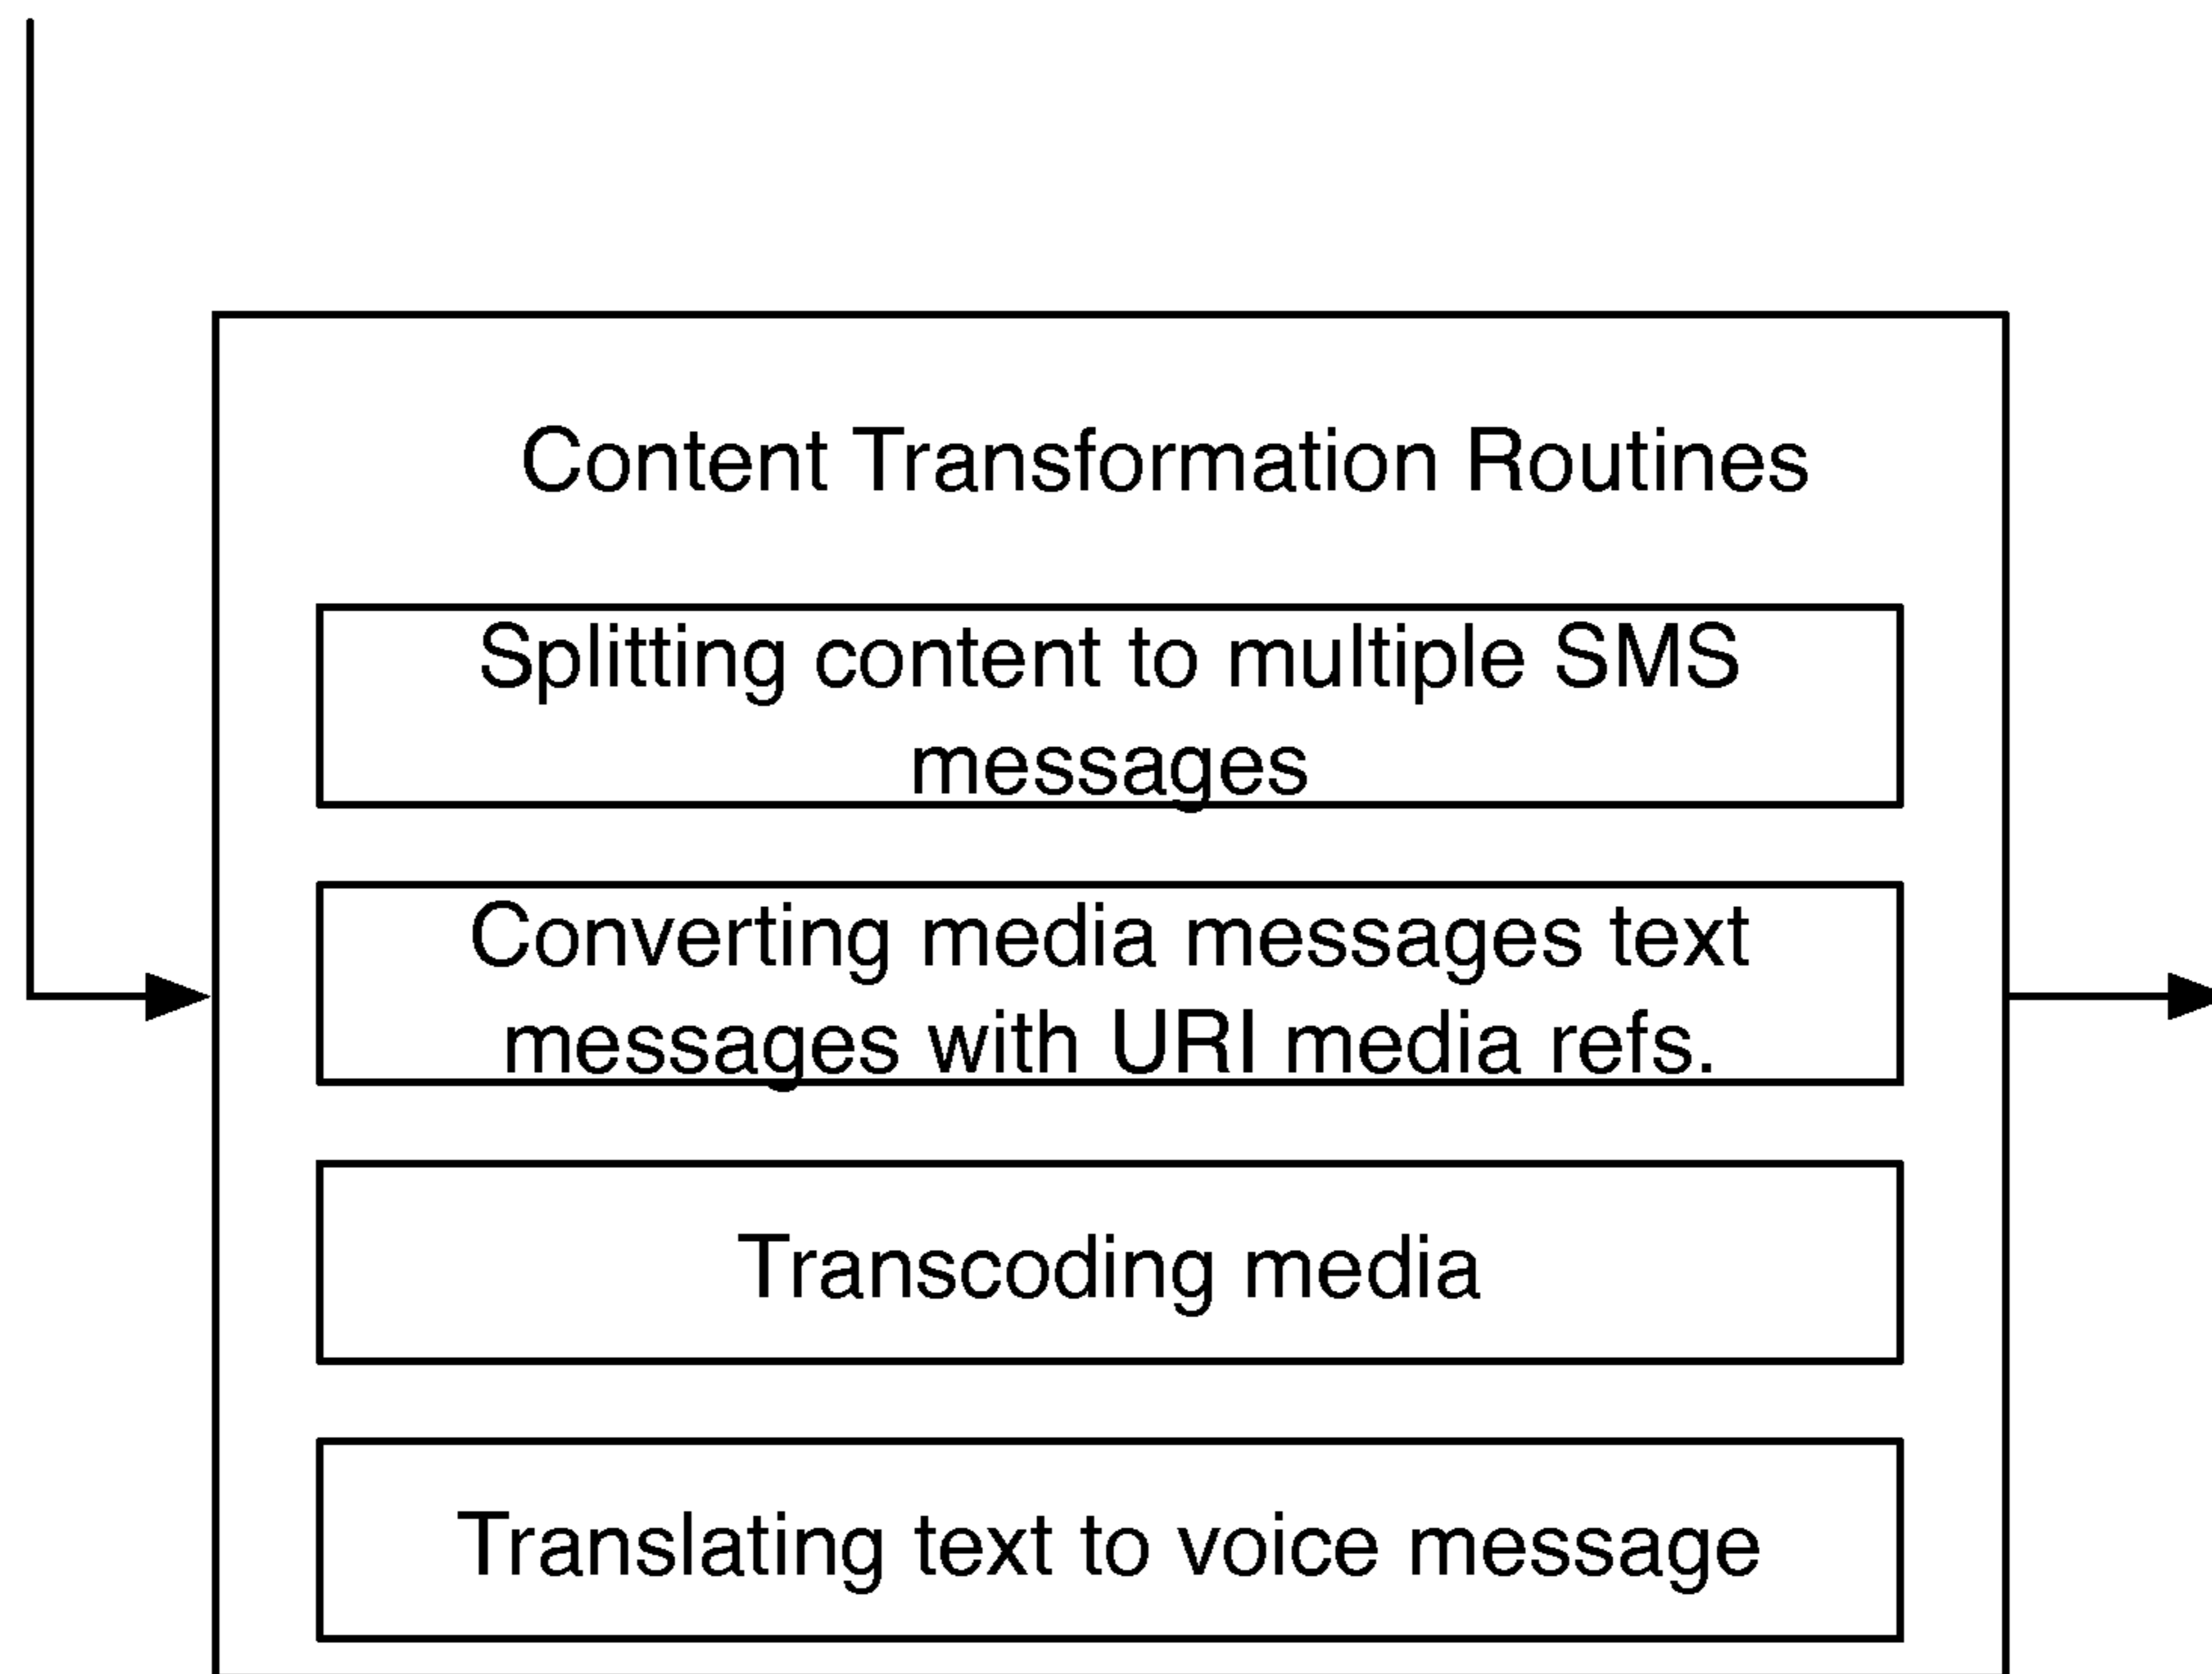 Content Transformation Routines
Splitting content to multiple SMS
messages
Converting media messages text
messages with URI media refs.
Transcoding media
Translating text to voice message